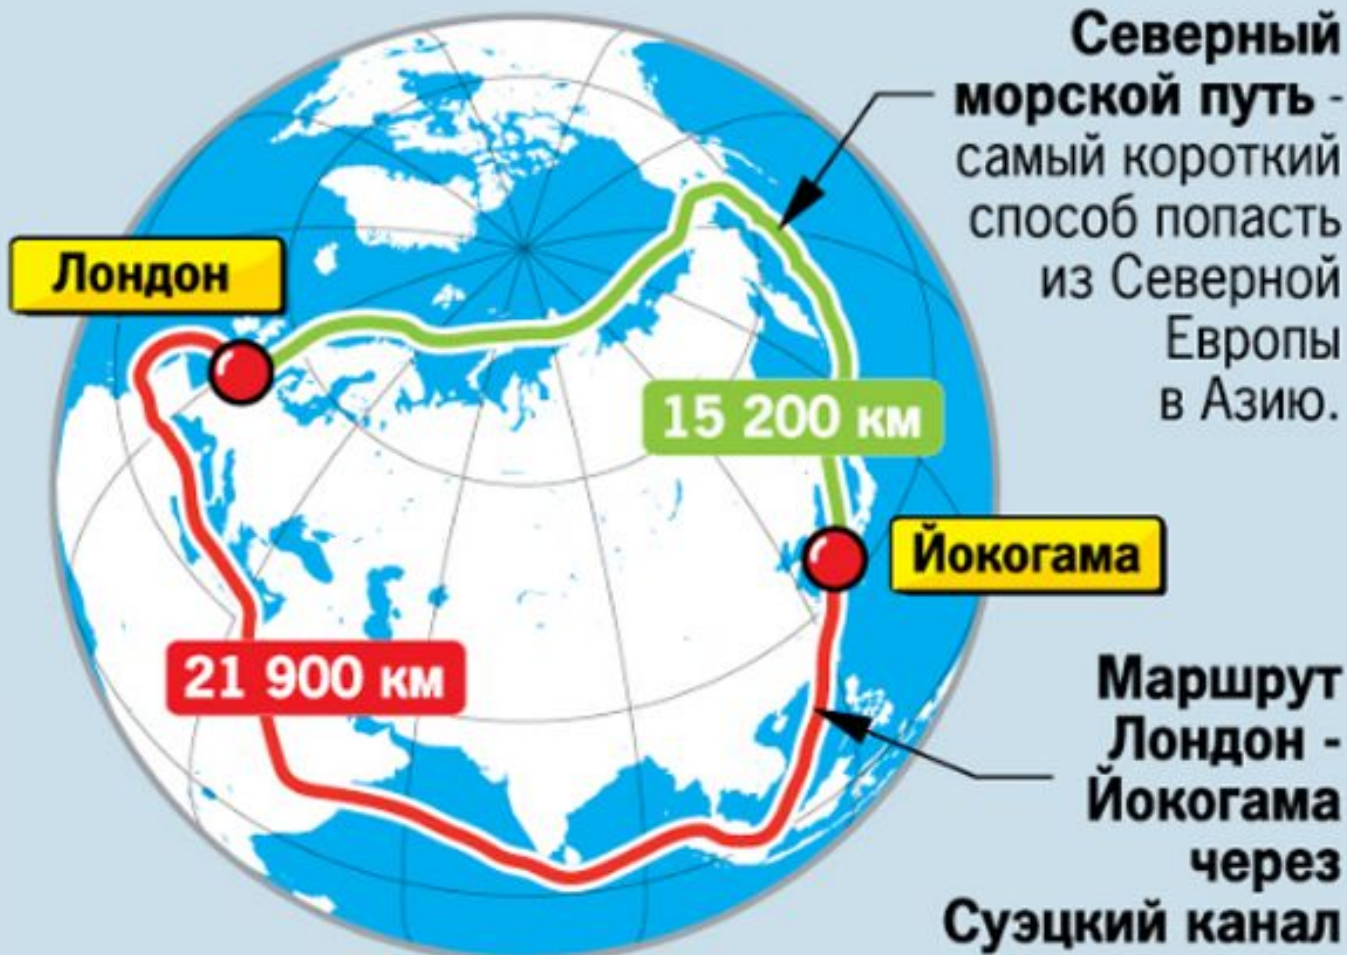 Северный
морской путь -
самый короткий
способ попасть
из Северной
Европы
в Азию.
Лондон
15 200 км
Йокогама
21 900 км
Маршрут
Лондон -
Йокогама
через
Суэцкий канал